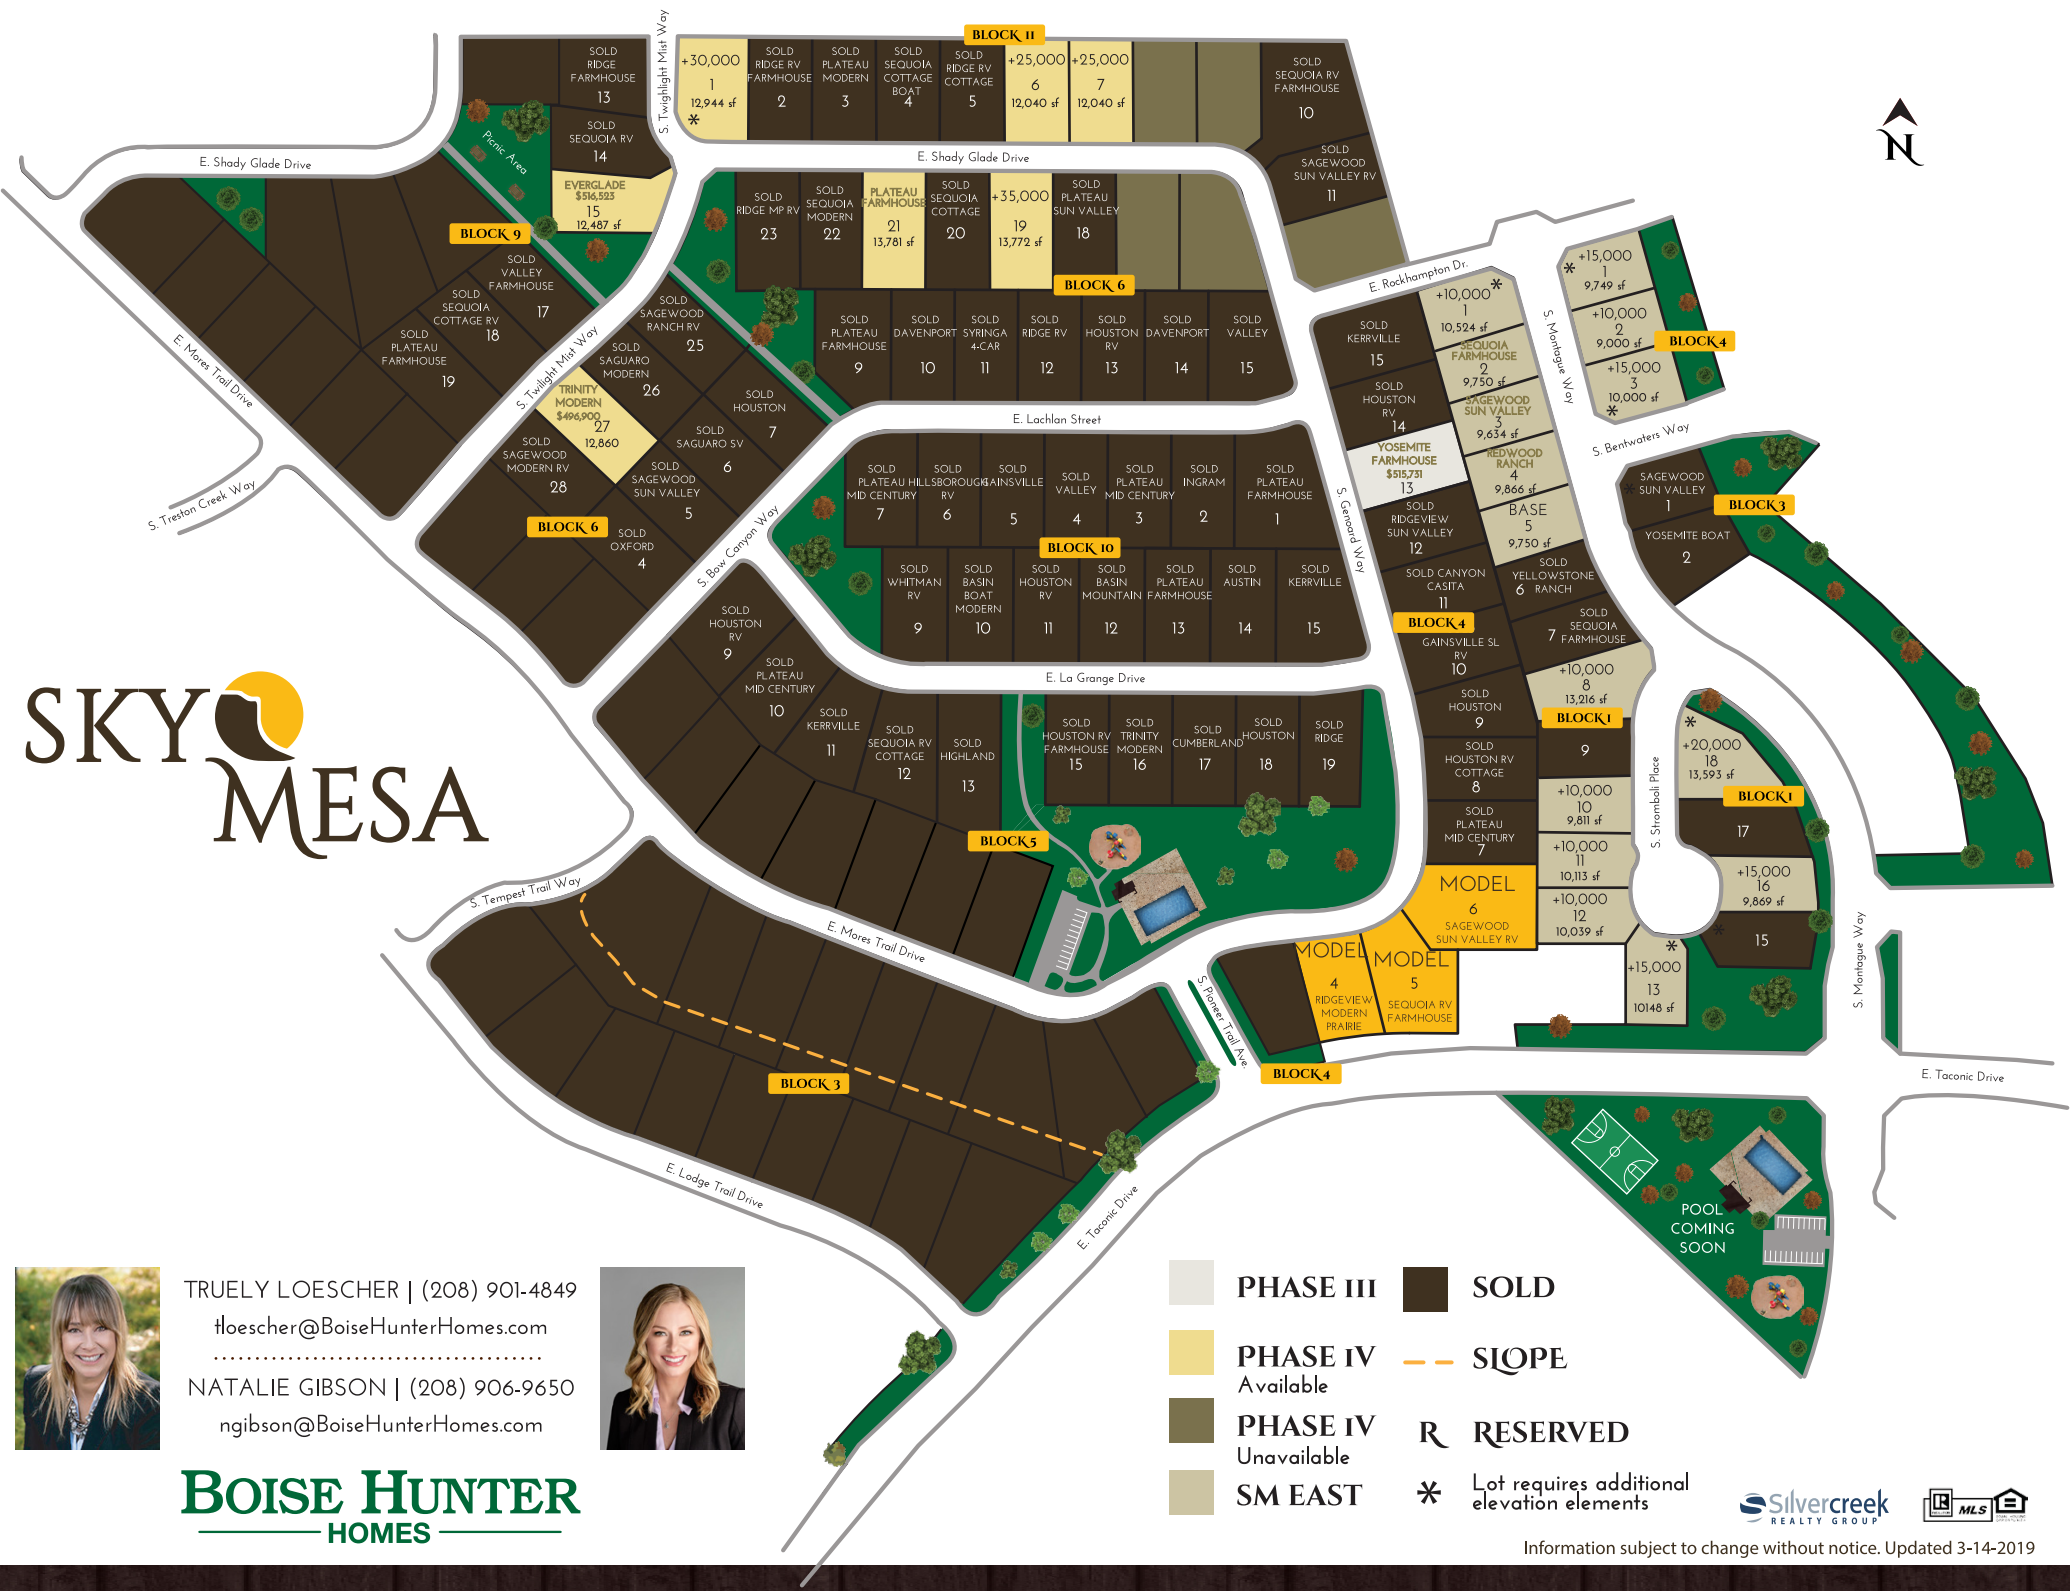 BLOCK 11
S. Twighlight Mist Way
SOLD
RIDGE
FARMHOUSE
13
+30,000
1
12,944 sf
*
SOLD
RIDGE RV
FARMHOUSE
2
SOLD
PLATEAU
MODERN
3
SOLD
SEQUOIA
COTTAGE
BOAT
4
SOLD
RIDGE RV
COTTAGE
5
+25,000
6
12,040 sf
+25,000
7
12,040 sf
SOLD
SEQUOIA RV
FARMHOUSE
10
SOLD
SAGEWOOD
SUN VALLEY RV
11
N
SOLD
SEQUOIA RV
14
Picnic Area
E. Shady Glade Drive
E. Shady Glade Drive
EVERGLADE
$516,523
15
12,487 sf
BLOCK 9
SOLD
RIDGE MP RV
23
SOLD
SEQUOIA
MODERN
22
PLATEAU
FARMHOUSE
21
13,781 sf
SOLD
SEQUOIA
COTTAGE
20
+35,000
19
13,772 sf
SOLD
PLATEAU
SUN VALLEY
18
BLOCK 6
SOLD
VALLEY
FARMHOUSE
17
SOLD
SEQUOIA
COTTAGE RV
18
SOLD
PLATEAU
FARMHOUSE
19
E. Mores Trail Drive
S. Twilight Mist Way
S. Treston Creek Way
SOLD
SAGEWOOD
RANCH RV
25
SOLD
SAGUARO
MODERN
26
TRINITY
MODERN
$496,900
27
12,860
SOLD
SAGEWOOD
MODERN RV
28
SOLD
HOUSTON
7
SOLD
SAGUARO SV
6
SOLD
SAGEWOOD
SUN VALLEY
5
SOLD
OXFORD
4
BLOCK 6
SOLD
PLATEAU
FARMHOUSE
9
SOLD
DAVENPORT
10
SOLD
SYRINGA
4-CAR
11
SOLD
RIDGE RV
12
SOLD
HOUSTON
RV
13
SOLD
DAVENPORT
14
SOLD
VALLEY
15
E. Lachlan Street
S. Bow Canyon Way
SOLD
PLATEAU
MID CENTURY
7
SOLD
HILLSBOROUGH
RV
6
SOLD
GAINSVILLE
5
SOLD
VALLEY
4
SOLD
PLATEAU
MID CENTURY
3
SOLD
INGRAM
2
SOLD
PLATEAU
FARMHOUSE
1
BLOCK 10
SOLD
WHITMAN
RV
9
SOLD
BASIN
BOAT
MODERN
10
SOLD
HOUSTON
RV
11
SOLD
BASIN
MOUNTAIN
12
SOLD
PLATEAU
FARMHOUSE
13
SOLD
AUSTIN
14
SOLD
KERRVILLE
15
E. La Grange Drive
S. Genoard Way
E. Rockhampton Dr.
SOLD
KERRVILLE
15
SOLD
HOUSTON
RV
14
YOSEMITE
FARMHOUSE
$515,731
13
SOLD
RIDGEVIEW
SUN VALLEY
12
SOLD CANYON
CASITA
11
BLOCK 4
GAINSVILLE SL
RV
10
SOLD
HOUSTON
9
SOLD
HOUSTON RV
COTTAGE
8
SOLD
PLATEAU
MID CENTURY
7
MODEL
6
SAGEWOOD
SUN VALLEY RV
MODEL
5
SEQUOIA RV
FARMHOUSE
MODEL
4
RIDGEVIEW
MODERN
PRAIRIE
BLOCK 4
+10,000
*
1
10,524 sf
SEQUOIA
FARMHOUSE
2
9,750 sf
SAGEWOOD
SUN VALLEY
3
9,634 sf
REDWOOD
RANCH
4
9,866 sf
BASE
5
9,750 sf
SOLD
YELLOWSTONE
6 RANCH
SOLD
SEQUOIA
7 FARMHOUSE
+10,000
8
13,216 sf
BLOCK 1
9
+10,000
10
9,811 sf
+10,000
11
10,113 sf
+10,000
12
10,039 sf
*
+15,000
13
10148 sf
S. Stromboli Place
*
+20,000
18
13,593 sf
BLOCK 1
17
+15,000
16
9,869 sf
*
15
S. Montague Way
+15,000
*
1
9,749 sf
+10,000
2
9,000 sf
BLOCK 4
+15,000
3
10,000 sf
*
S. Bentwaters Way
*
SAGEWOOD
SUN VALLEY
1
BLOCK 3
YOSEMITE BOAT
2
S. Montague Way
E. Taconic Drive
SOLD
HOUSTON
RV
9
SOLD
PLATEAU
MID CENTURY
10
SOLD
KERRVILLE
11
SOLD
SEQUOIA RV
COTTAGE
12
SOLD
HIGHLAND
13
BLOCK 5
SOLD
HOUSTON RV
FARMHOUSE
15
SOLD
TRINITY
MODERN
16
SOLD
CUMBERLAND
17
SOLD
HOUSTON
18
SOLD
RIDGE
19
SKY
MESA
S. Tempest Trail Way
E. Mores Trail Drive
S. Pioneer Trail Ave.
BLOCK 3
E. Lodge Trail Drive
E. Taconic Drive
POOL
COMING
SOON
TRUELY LOESCHER | (208) 901-4849
tloescher@BoiseHunterHomes.com
NATALIE GIBSON | (208) 906-9650
ngibson@BoiseHunterHomes.com
BOISE HUNTER
HOMES
PHASE III
SOLD
PHASE IV
Available
SLOPE
PHASE IV
Unavailable
R RESERVED
SM EAST
* Lot requires additional
elevation elements
Silvercreek
REALTY GROUP
R
MLS
Information subject to change without notice. Updated 3-14-2019